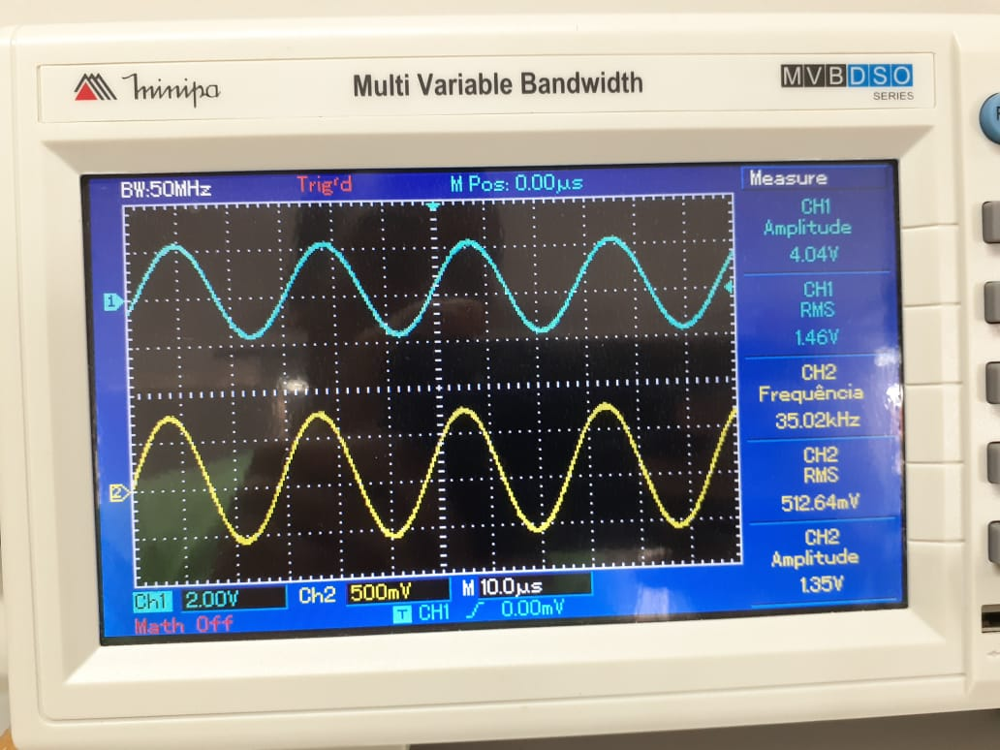 Minipa
Multi Variable Bandwidth
MVBDSO
SERIES
BW:50MHz
Trig'd
M Pos: 0.00µs
Measure
CH1
Amplitude
4.04V
CH1
RMS
1.46V
CH2
Frequência
35.02kHz
CH2
RMS
512.64mV
CH2
Amplitude
1.35V
1
2
Ch1 2.00V
Ch2 500mV
M 10.0µs
T CH1 0.00mV
Math Off